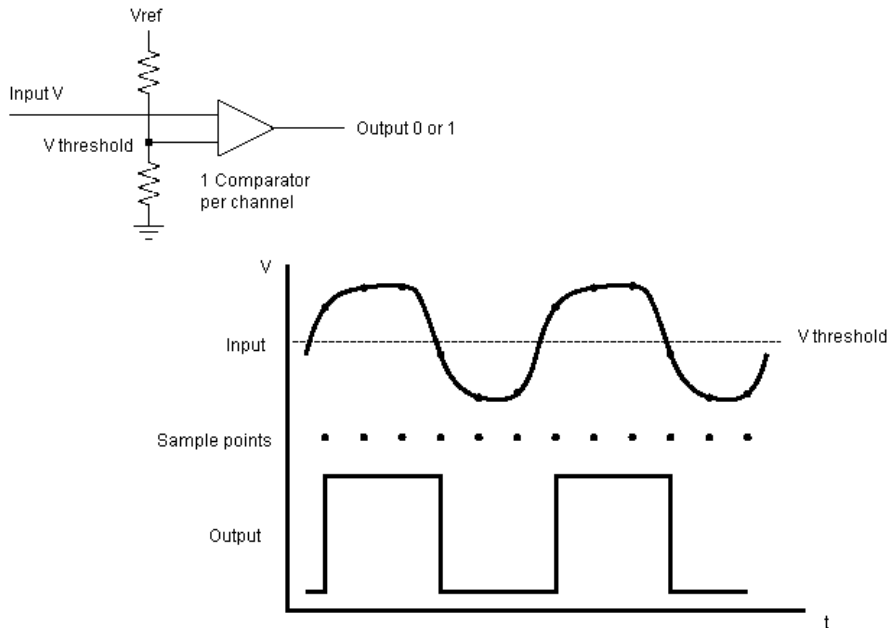 Vref
Input V
V threshold
Output 0 or 1
1 Comparator
per channel
V
Input
V threshold
Sample points
Output
t